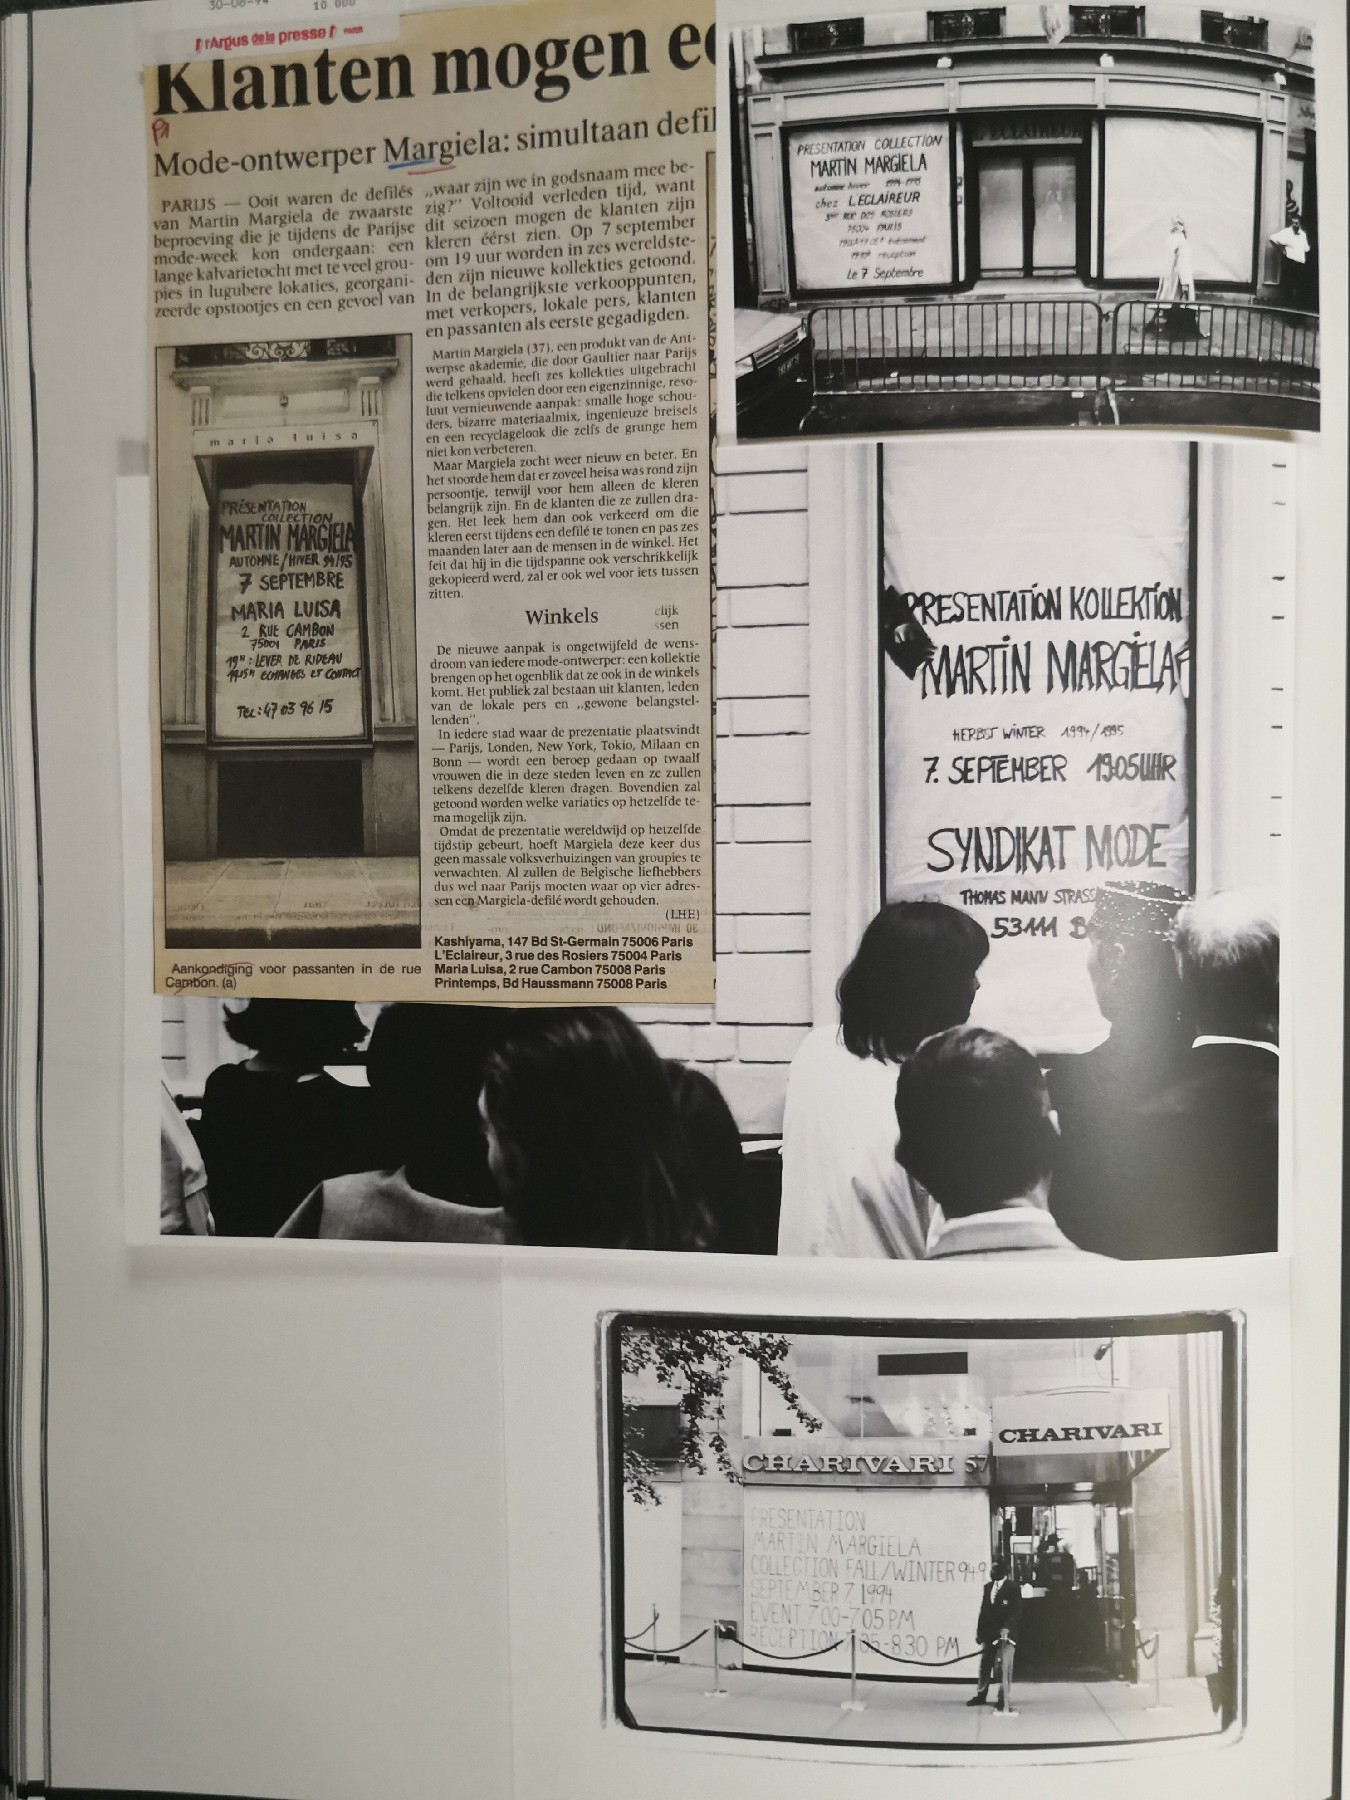 30-08-94 10 000
l'Argus de la presse
Klanten mogen
Mode-ontwerper Margiela: simultaan
PARIJS — Ooit waren de defilés
van Martin Margiela de zwaarste
beproeving die je tijdens de Parijse
mode-week kon ondergaan: een
lange kalvarietocht met te veel grou-
pies in lugubere lokaties, georgani-
zeerde opstootjes en een gevoel van
„waar zijn we in godsnaam mee be-
zig?” Voltooid verleden tijd, want
dit seizoen mogen de klanten zijn
kleren éérst zien. Op 7 september
om 19 uur worden in zes wereldste-
den zijn nieuwe kollekties getoond.
In de belangrijkste verkooppunten,
met verkopers, lokale pers, klanten
en passanten als eerste gegadigden.
Martin Margiela (37), een produkt van de Ant-
werpse akademie, die door Gaultier naar Parijs
werd gehaald, heeft zes kollekties uitgebracht
die telkens opvielen door een eigenzinnige, reso-
luut vernieuwende aanpak: smalle hoge schou-
ders, bizarre materiaalmix, ingenieuze breisels
en een recyclagelook die zelfs de grunge hem
niet kon verbeteren.
Maar Margiela zocht weer nieuw en beter. En
het stoorde hem dat er zoveel heisa was rond zijn
persoontje, terwijl voor hem alleen de kleren
belangrijk zijn. En de klanten die ze zullen dra-
gen. Het leek hem dan ook verkeerd om die
kleren eerst tijdens een defilé te tonen en pas zes
maanden later aan de mensen in de winkel. Het
feit dat hij in die tijdspanne ook verschrikkelijk
gekopieerd werd, zal er ook wel voor iets tussen
zitten.
Winkels
clijk
ssen
De nieuwe aanpak is ongetwijfeld de wens-
droom van iedere mode-ontwerper: een kollektie
brengen op het ogenblik dat ze ook in de winkels
komt. Het publiek zal bestaan uit klanten, leden
van de lokale pers en „gewone belangstel-
lenden”.
In iedere stad waar de prezentatie plaatsvindt
— Parijs, Londen, New York, Tokio, Milaan en
Bonn — wordt een beroep gedaan op twaalf
vrouwen die in deze steden leven en ze zullen
telkens dezelfde kleren dragen. Bovendien zal
getoond worden welke variaties op hetzelfde te-
ma mogelijk zijn.
Omdat de prezentatie wereldwijd op hetzelfde
tijdstip gebeurt, hoeft Margiela deze keer dus
geen massale volksverhuizingen van groupies te
verwachten. Al zullen de Belgische liefhebbers
dus wel naar Parijs moeten waar op vier adres-
sen een Margiela-defilé wordt gehouden.
(LHE)
Kashiyama, 147 Bd St-Germain 75006 Paris
L'Eclaireur, 3 rue des Rosiers 75004 Paris
Maria Luisa, 2 rue Cambon 75008 Paris
Printemps, Bd Haussmann 75008 Paris
maria luisa
PRÉSENTATION
COLLECTION
MARTIN MARGIELA
AUTOMNE/HIVER 94/95
7 SEPTEMBRE
MARIA LUISA
2 RUE CAMBON
75001 PARIS
19H: LEVER DE RIDEAU
19H05 ECHANGES ET CONTACT
TEL: 47 03 96 15
Aankondiging voor passanten in de rue
Cambon. (a)
L'ECLAIREUR
PRESENTATION COLLECTION
MARTIN MARGIELA
automne hiver 1994-1995
chez L'ECLAIREUR
3 RUE DES ROSIERS
75004 PARIS
réception
Le 7 Septembre
PRESENTATION KOLLEKTION
MARTIN MARGIELA
HERBST WINTER 1994/1995
7. SEPTEMBER 19.05 UHR
SYNDIKAT MODE
THOMAS MANN STRASS
53111 B
CHARIVARI
CHARIVARI 57
PRESENTATION
MARTIN MARGIELA
COLLECTION FALL/WINTER 949
SEPTEMBER 7, 1994
EVENT 7.00-7.05 PM
RECEPTION 7.05-8.30 PM